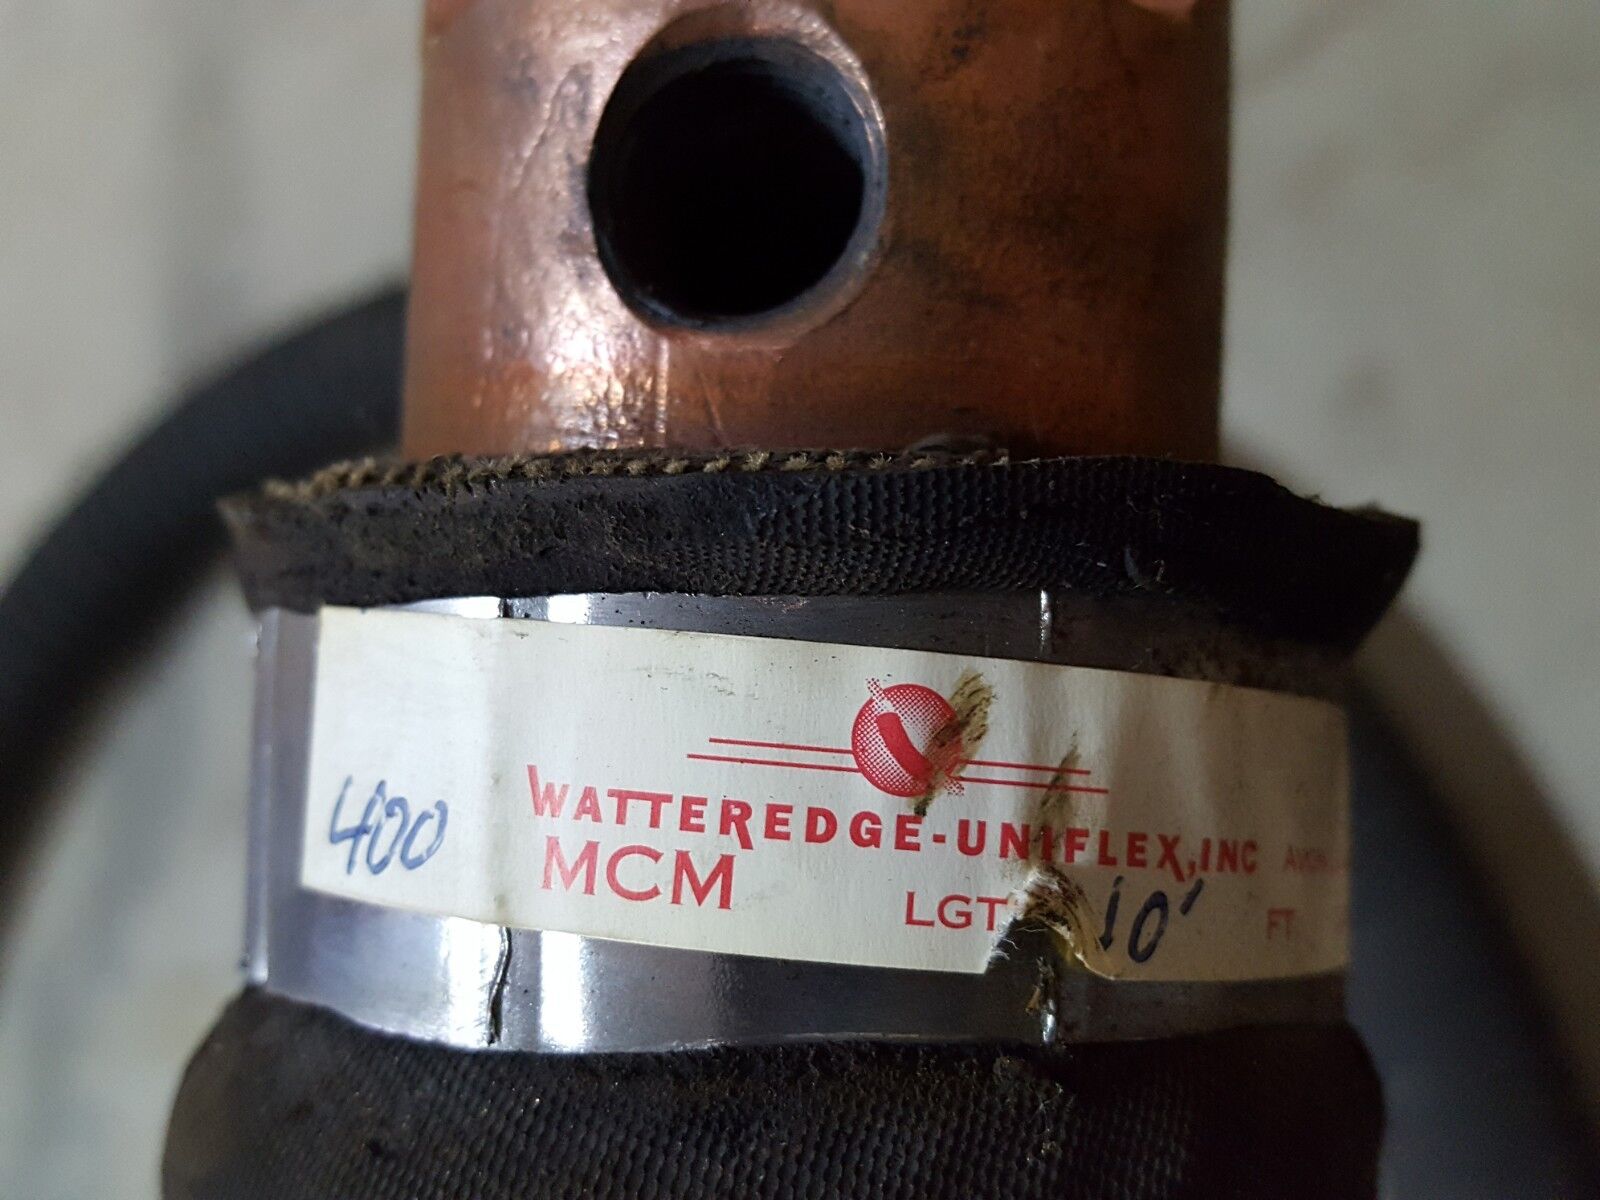 WATTEREDGE-UNIFLEX, INC
400 MCM LGT 10' FT.